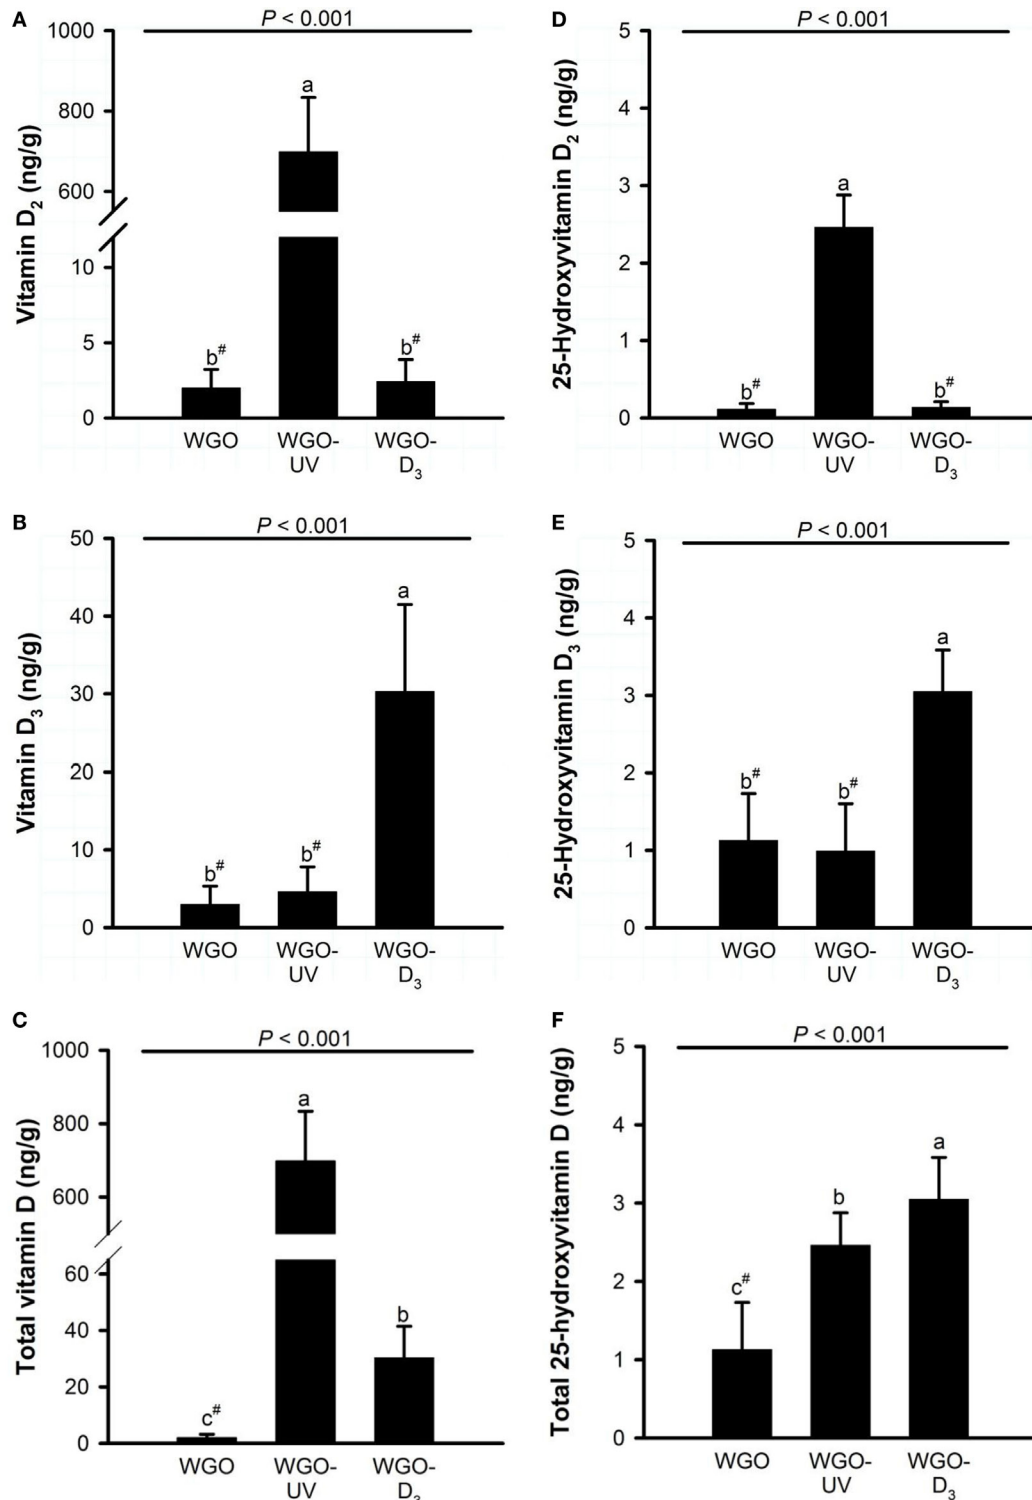 A
P < 0.001
Vitamin D2 (ng/g)
1000
800
600
10
5
0
b#
a
b#
WGO
WGO-
UV
WGO-
D3
D
P < 0.001
25-Hydroxyvitamin D2 (ng/g)
5
4
3
2
1
0
b#
a
b#
WGO
WGO-
UV
WGO-
D3
B
P < 0.001
Vitamin D3 (ng/g)
50
40
30
20
10
0
b#
b#
a
WGO
WGO-
UV
WGO-
D3
E
P < 0.001
25-Hydroxyvitamin D3 (ng/g)
5
4
3
2
1
0
b#
b#
a
WGO
WGO-
UV
WGO-
D3
C
P < 0.001
Total vitamin D (ng/g)
1000
800
600
60
40
20
0
c#
a
b
WGO
WGO-
UV
WGO-
D3
F
P < 0.001
Total 25-hydroxyvitamin D (ng/g)
5
4
3
2
1
0
c#
b
a
WGO
WGO-
UV
WGO-
D3